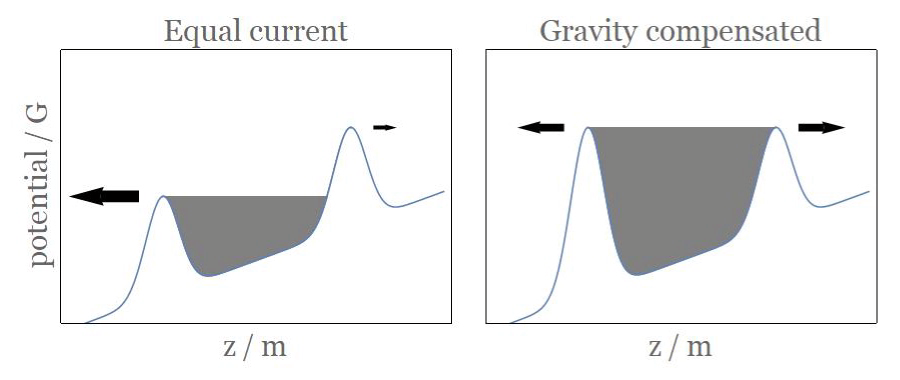 Equal current
Gravity compensated
potential / G
z / m
z / m